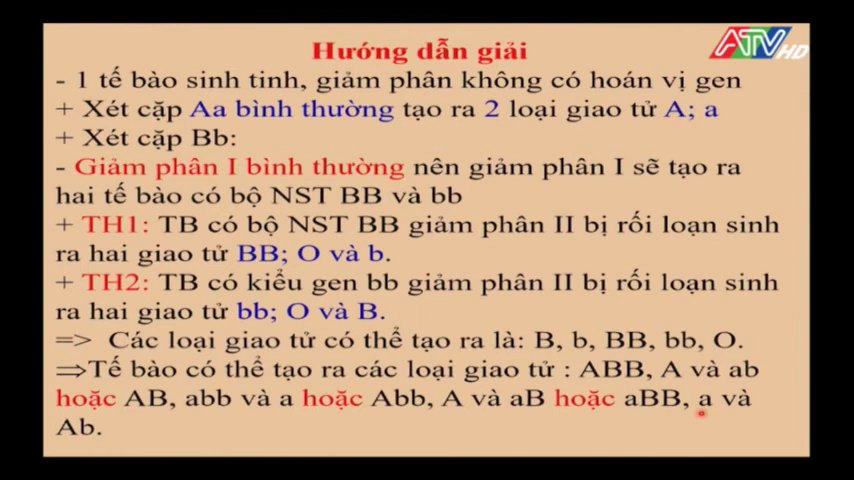 ATV HD
Hướng dẫn giải
- 1 tế bào sinh tinh, giảm phân không có hoán vị gen
+ Xét cặp Aa bình thường tạo ra 2 loại giao tử A; a
+ Xét cặp Bb:
- Giảm phân I bình thường nên giảm phân I sẽ tạo ra
hai tế bào có bộ NST BB và bb
+ TH1: TB có bộ NST BB giảm phân II bị rối loạn sinh
ra hai giao tử BB; O và b.
+ TH2: TB có kiểu gen bb giảm phân II bị rối loạn sinh
ra hai giao tử bb; O và B.
=> Các loại giao tử có thể tạo ra là: B, b, BB, bb, O.
⇒Tế bào có thể tạo ra các loại giao tử : ABB, A và ab
hoặc AB, abb và a hoặc Abb, A và aB hoặc aBB, a và
Ab.